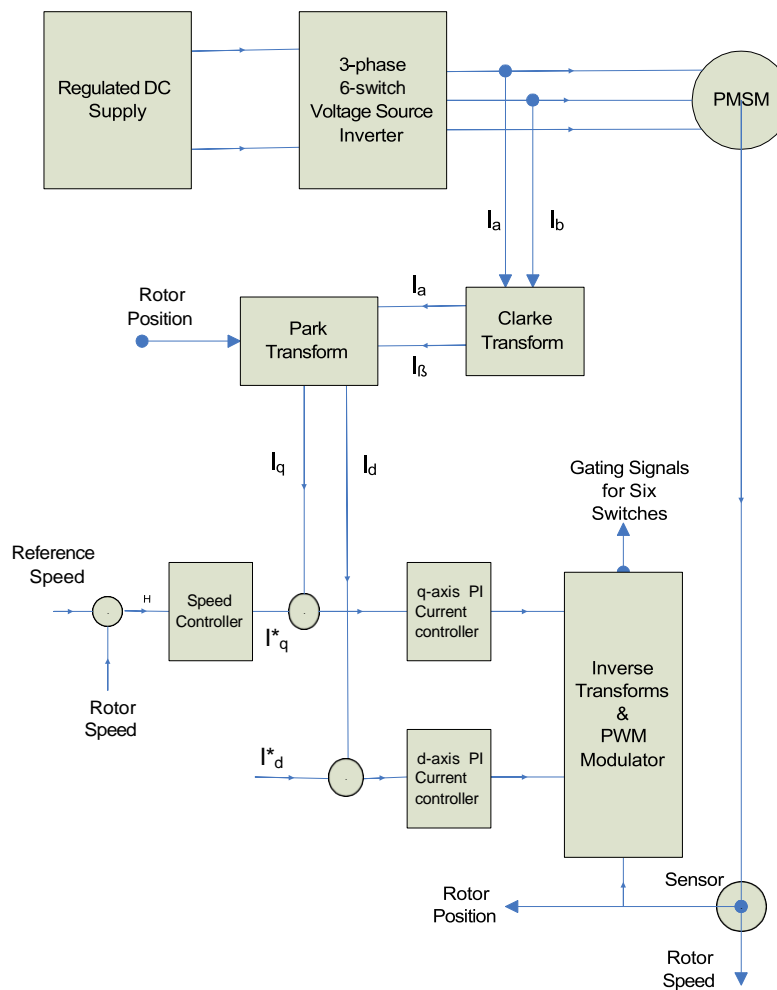 Regulated DC
Supply
3-phase
6-switch
Voltage Source
Inverter
PMSM
Ia
Ib
Rotor
Position
Park
Transform
Ia
Iß
Clarke
Transform
Iq
Id
Gating Signals
for Six
Switches
Reference
Speed
H
Speed
Controller
I*q
q-axis PI
Current
controller
Rotor
Speed
Inverse
Transforms
&
PWM
Modulator
I*d
d-axis PI
Current
controller
Sensor
Rotor
Position
Rotor
Speed